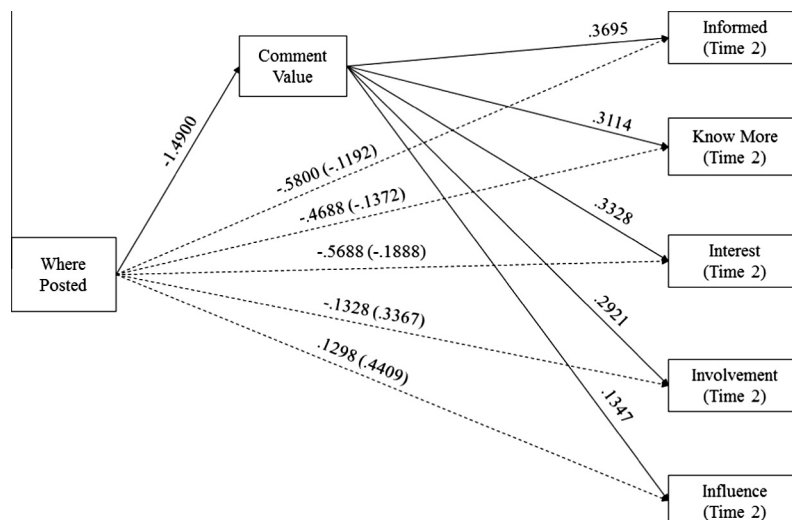 Comment
Value
Where
Posted
Informed
(Time 2)
Know More
(Time 2)
Interest
(Time 2)
Involvement
(Time 2)
Influence
(Time 2)
-1.4900
.3695
.3114
.3328
.2921
.1347
-.5800 (-.1192)
-.4688 (-.1372)
-.5688 (-.1888)
-.1328 (.3367)
.1298 (.4409)